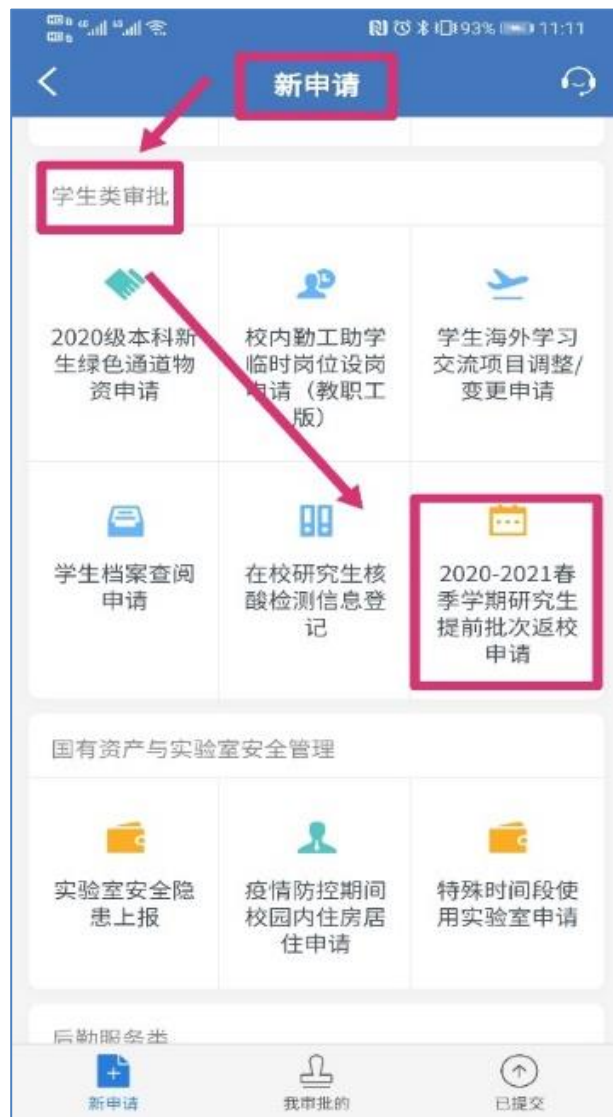 93% 11:11
新申请
学生类审批
2020级本科新
生绿色通道物
资申请
校内勤工助学
临时岗位设岗
申请（教职工
版）
学生海外学习
交流项目调整/
变更申请
学生档案查阅
申请
在校研究生核
酸检测信息登
记
2020-2021春
季学期研究生
提前批次返校
申请
国有资产与实验室安全管理
实验室安全隐
患上报
疫情防控期间
校园内住房居
住申请
特殊时间段使
用实验室申请
后勤服务类
新申请
我审批的
已提交